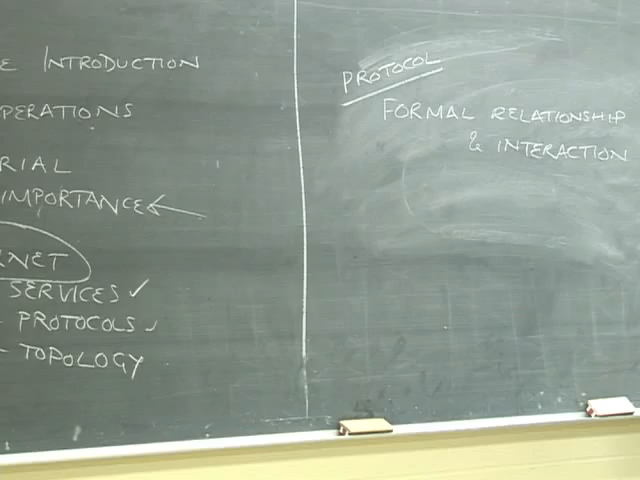 E INTRODUCTION
PERATIONS
RIAL
IMPORTANCE
RNET
SERVICES ✓
- PROTOCOLS ✓
- TOPOLOGY
PROTOCOL
FORMAL RELATIONSHIP
& INTERACTION